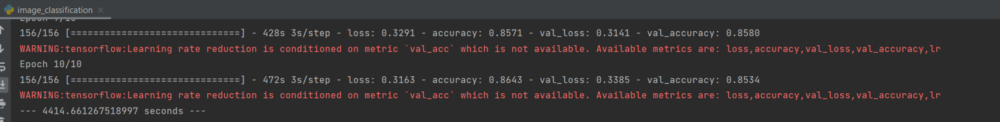 image_classification
Epoch 9/10
156/156 [==============================] - 428s 3s/step - loss: 0.3291 - accuracy: 0.8571 - val_loss: 0.3141 - val_accuracy: 0.8580
WARNING:tensorflow:Learning rate reduction is conditioned on metric `val_acc` which is not available. Available metrics are: loss,accuracy,val_loss,val_accuracy,lr
Epoch 10/10
156/156 [==============================] - 472s 3s/step - loss: 0.3163 - accuracy: 0.8643 - val_loss: 0.3385 - val_accuracy: 0.8534
WARNING:tensorflow:Learning rate reduction is conditioned on metric `val_acc` which is not available. Available metrics are: loss,accuracy,val_loss,val_accuracy,lr
--- 4414.661267518997 seconds ---